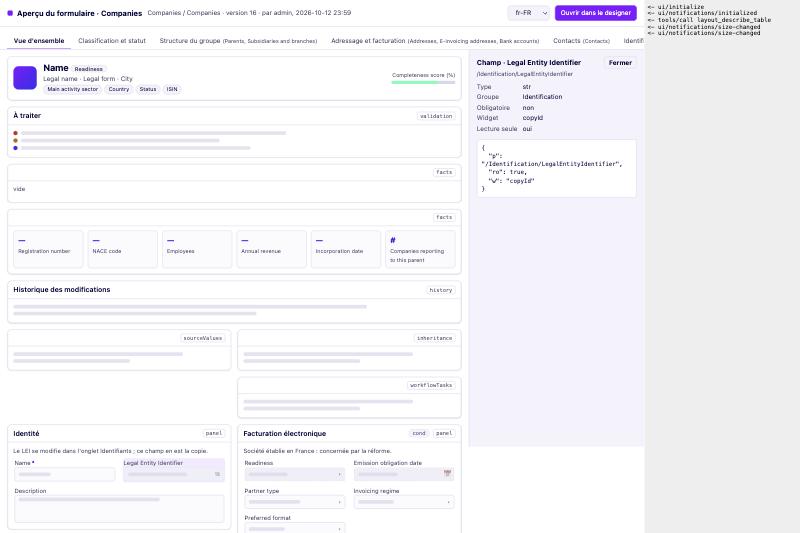 Aperçu du formulaire · Companies Companies / Companies · version 16 · par admin, 2026-10-12 23:59 fr-FR Ouvrir dans le designer
Vue d'ensemble Classification et statut Structure du groupe (Parents, Subsidiaries and branches) Adressage et facturation (Addresses, E-invoicing addresses, Bank accounts) Contacts (Contacts) Identifi
Name Readiness
Legal name · Legal form · City
Main activity sector Country Status ISIN
Completeness score (%)
À traiter validation
facts
vide
facts
— Registration number
— NACE code
— Employees
— Annual revenue
— Incorporation date
# Companies reporting
to this parent
Historique des modifications history
sourceValues inheritance
workflowTasks
Identité panel
Le LEI se modifie dans l'onglet Identifiants ; ce champ en est la copie.
Name * Legal Entity Identifier
Description
Facturation électronique cond panel
Société établie en France : concernée par la réforme.
Readiness Emission obligation date
Partner type Invoicing regime
Preferred format
Champ · Legal Entity Identifier Fermer
/Identification/LegalEntityIdentifier
Type str
Groupe Identification
Obligatoire non
Widget copyId
Lecture seule oui
{
"p":
"/Identification/LegalEntityIdentifier",
"ro": true,
"w": "copyId"
}
<- ui/initialize
<- ui/notifications/initialized
-> tools/call layout_describe_table
<- ui/notifications/size-changed
<- ui/notifications/size-changed